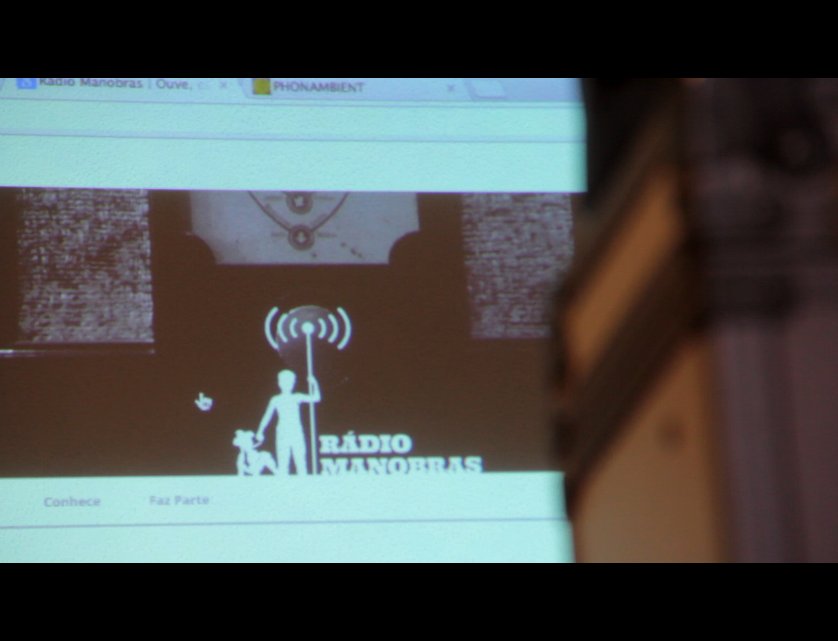 Rádio Manobras | Ouve,
PHONAMBIENT
RÁDIO
MANOBRAS
Conhece Faz Parte